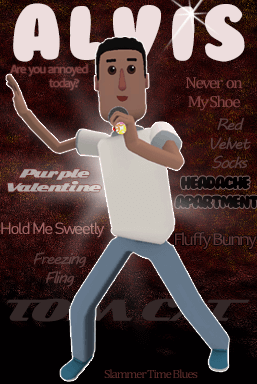 ALVIS
Are you annoyed
today?
Never on
My Shoe
Red
Velvet
Socks
Purple
Valentine
HEADACHE
APARTMENT
Hold Me Sweetly
Fluffy Bunny
Freezing
Fling
TOM CAT
Slammer Time Blues